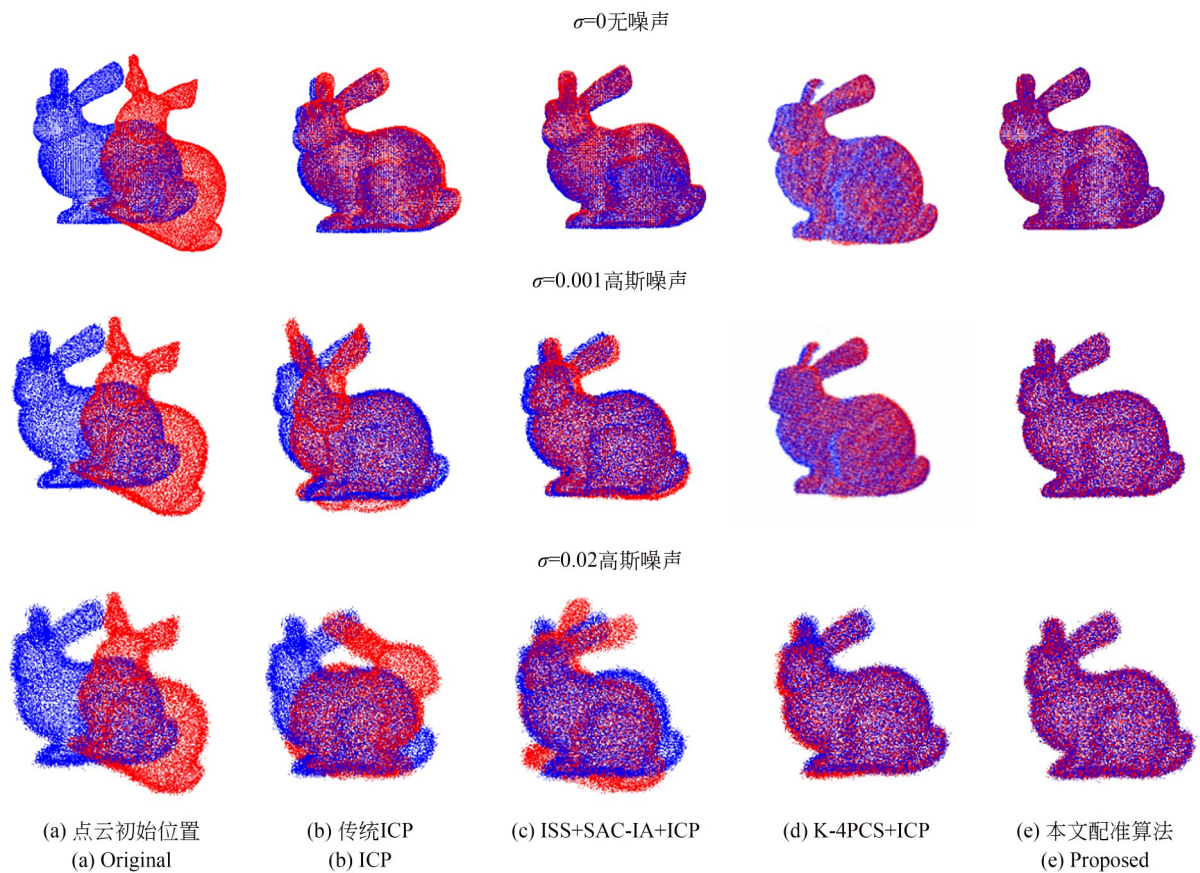 σ=0无噪声
σ=0.001高斯噪声
σ=0.02高斯噪声
(a) 点云初始位置
(a) Original
(b) 传统ICP
(b) ICP
(c) ISS+SAC-IA+ICP
(d) K-4PCS+ICP
(e) 本文配准算法
(e) Proposed